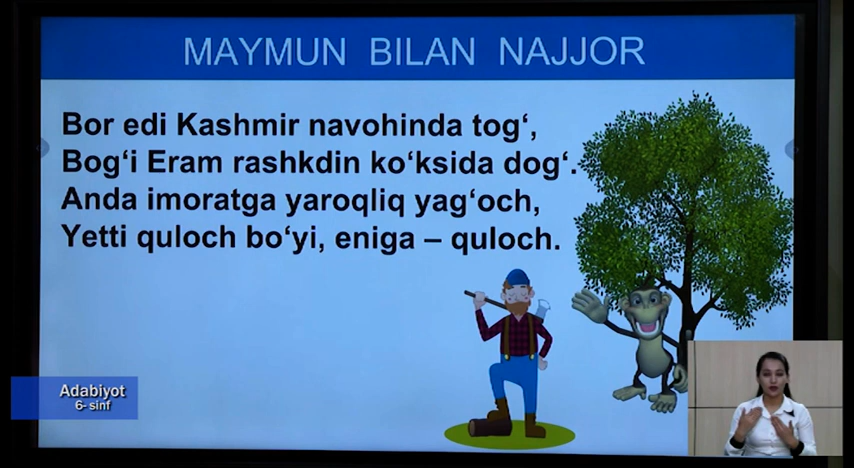 MAYMUN BILAN NAJJOR
Bor edi Kashmir navohinda tog‘,
Bog‘i Eram rashkdin ko‘ksida dog‘.
Anda imoratga yaroqliq yag‘och,
Yetti quloch bo‘yi, eniga – quloch.
Adabiyot
6- sinf